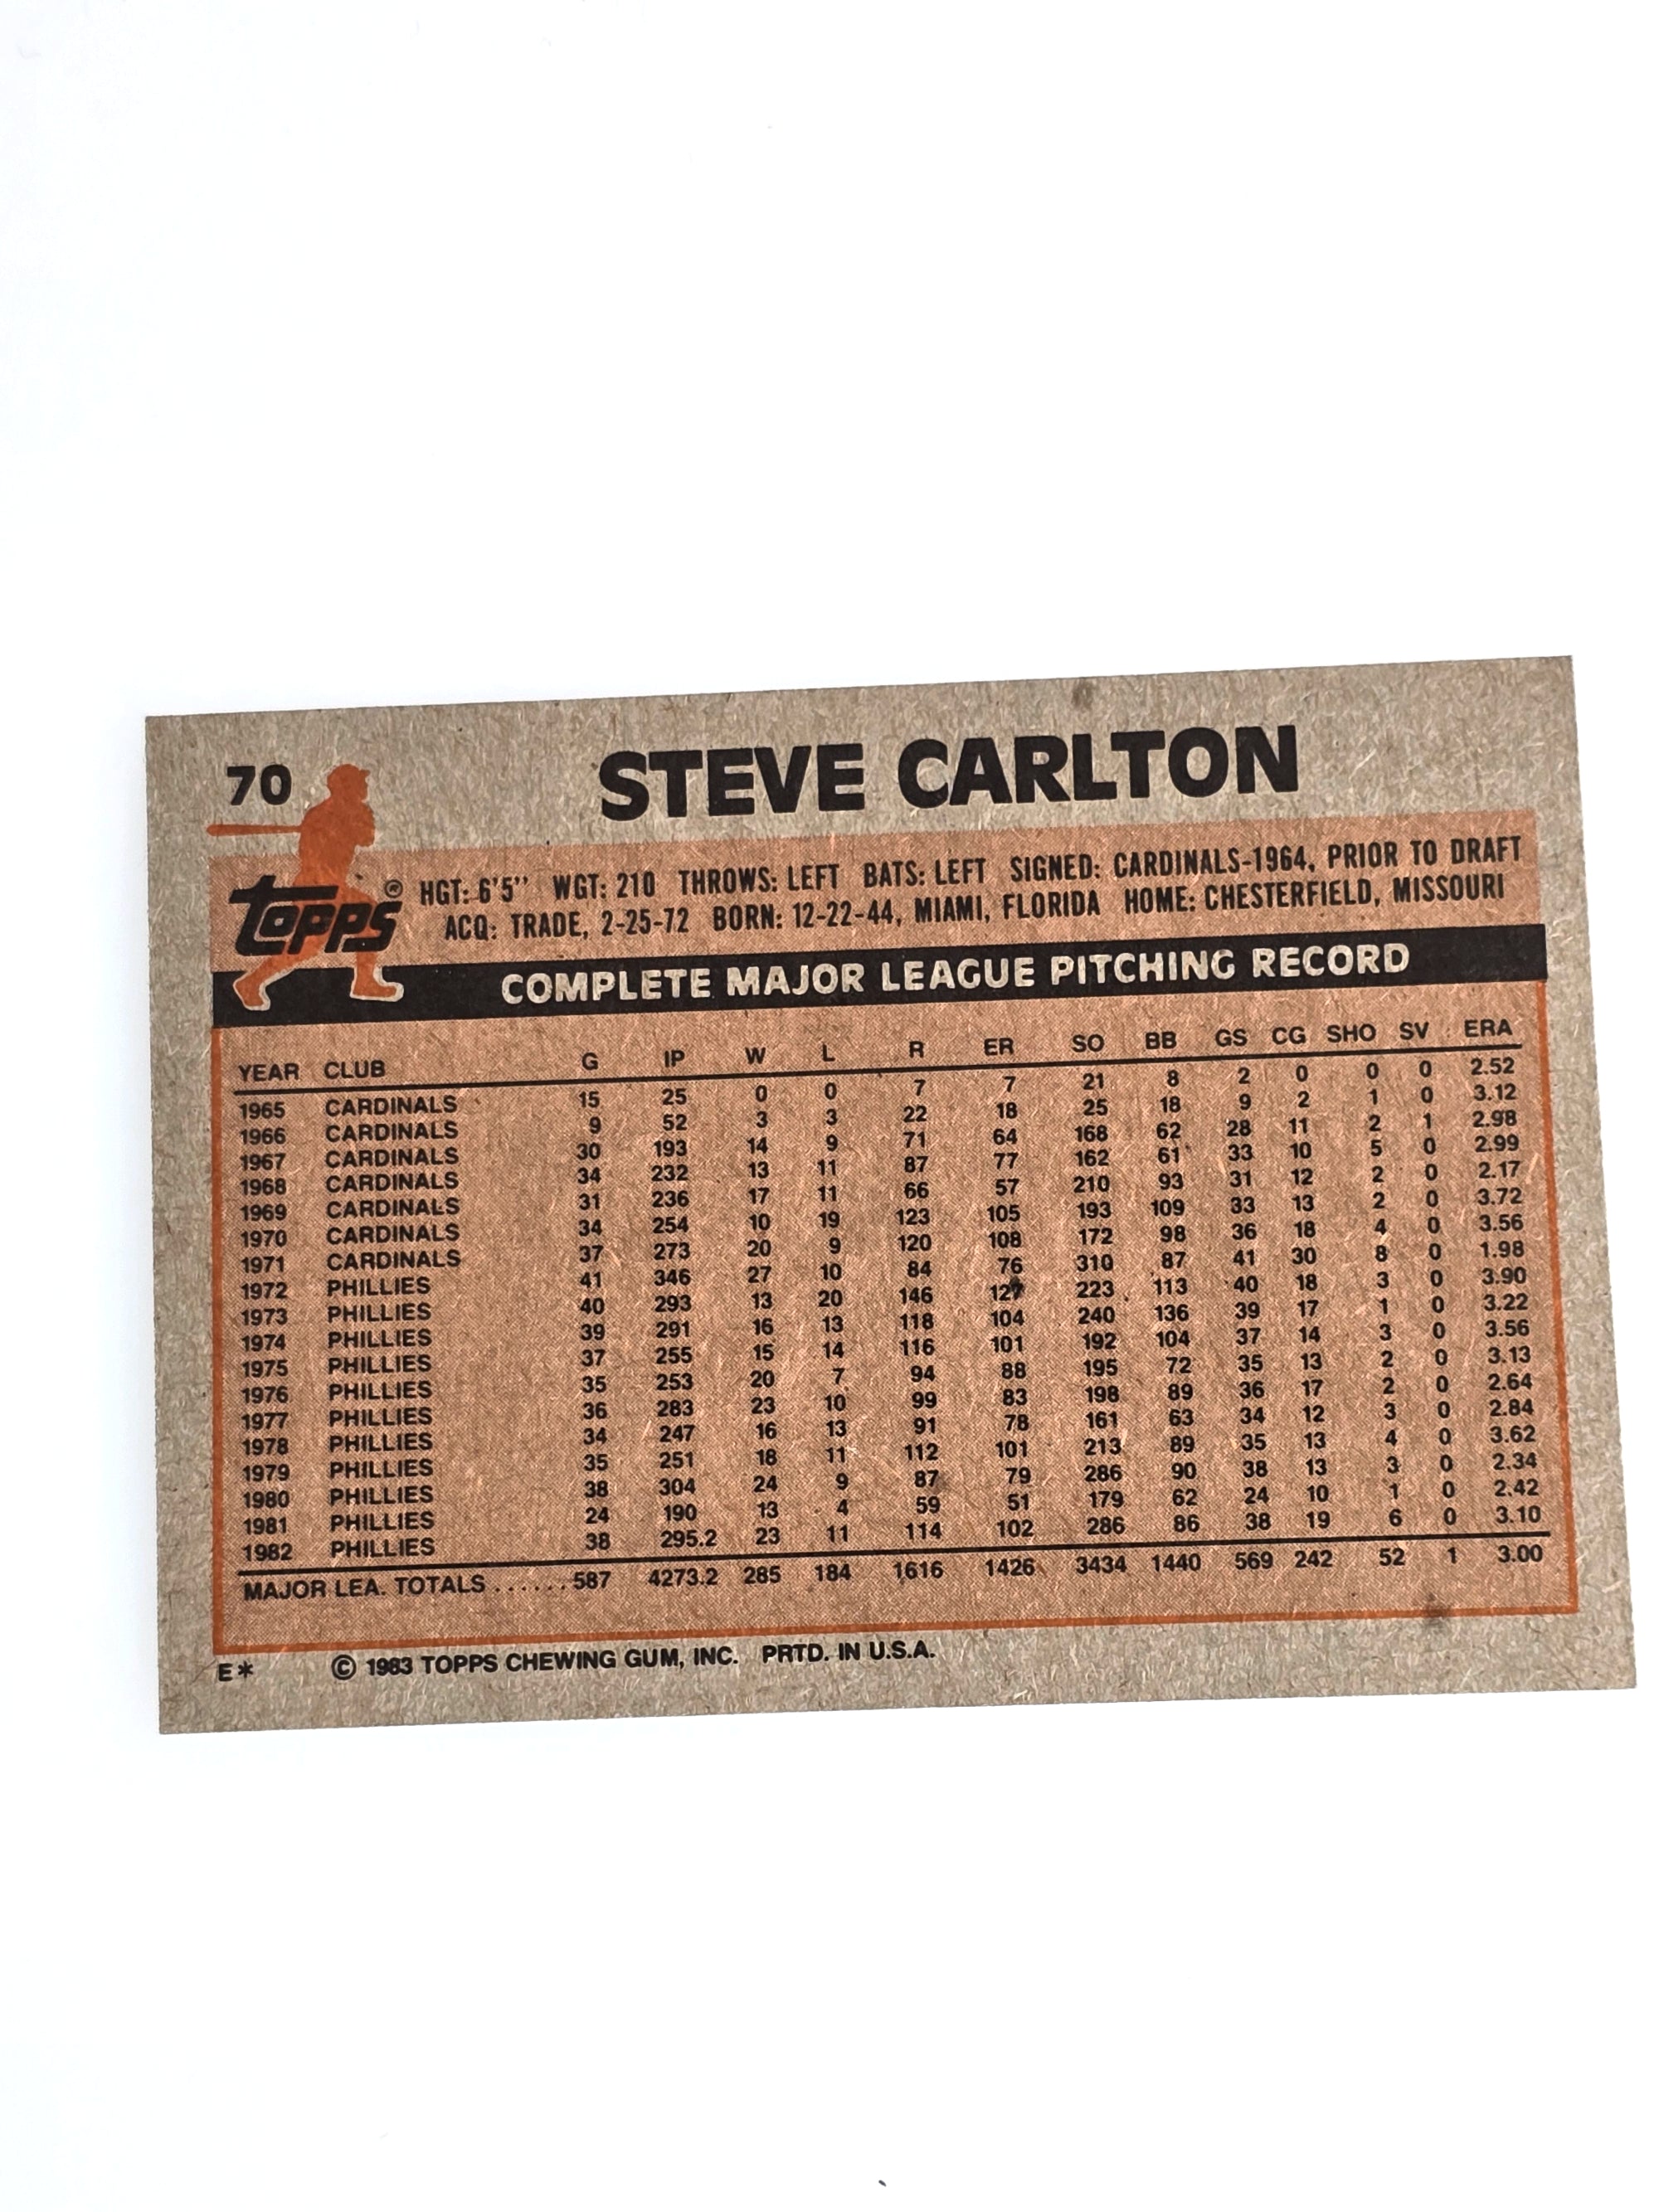 70 STEVE CARLTON
topps® HGT: 6'5" WGT: 210 THROWS: LEFT BATS: LEFT SIGNED: CARDINALS-1964, PRIOR TO DRAFT
ACQ: TRADE, 2-25-72 BORN: 12-22-44, MIAMI, FLORIDA HOME: CHESTERFIELD, MISSOURI
COMPLETE MAJOR LEAGUE PITCHING RECORD
YEAR CLUB G IP W L R ER SO BB GS CG SHO SV ERA
1965 CARDINALS 15 25 0 0 7 7 21 8 2 0 0 0 2.52
1966 CARDINALS 9 52 3 3 22 18 25 18 9 2 1 0 3.12
1967 CARDINALS 30 193 14 9 71 64 168 62 28 11 2 1 2.98
1968 CARDINALS 34 232 13 11 87 77 162 61 33 10 5 0 2.99
1969 CARDINALS 31 236 17 11 66 57 210 93 31 12 2 0 2.17
1970 CARDINALS 34 254 10 19 123 105 193 109 33 13 2 0 3.72
1971 CARDINALS 37 273 20 9 120 108 172 98 36 18 4 0 3.56
1972 PHILLIES 41 346 27 10 84 76 310 87 41 30 8 0 1.98
1973 PHILLIES 40 293 13 20 146 127 223 113 40 18 3 0 3.90
1974 PHILLIES 39 291 16 13 118 104 240 136 39 17 1 0 3.22
1975 PHILLIES 37 255 15 14 116 101 192 104 37 14 3 0 3.56
1976 PHILLIES 35 253 20 7 94 88 195 72 35 13 2 0 3.13
1977 PHILLIES 36 283 23 10 99 83 198 89 36 17 2 0 2.64
1978 PHILLIES 34 247 16 13 91 78 161 63 34 12 3 0 2.84
1979 PHILLIES 35 251 18 11 112 101 213 89 35 13 4 0 3.62
1980 PHILLIES 38 304 24 9 87 79 286 90 38 13 3 0 2.34
1981 PHILLIES 24 190 13 4 59 51 179 62 24 10 1 0 2.42
1982 PHILLIES 38 295.2 23 11 114 102 286 86 38 19 6 0 3.10
MAJOR LEA. TOTALS ...... 587 4273.2 285 184 1616 1426 3434 1440 569 242 52 1 3.00
E* © 1983 TOPPS CHEWING GUM, INC. PRTD. IN U.S.A.